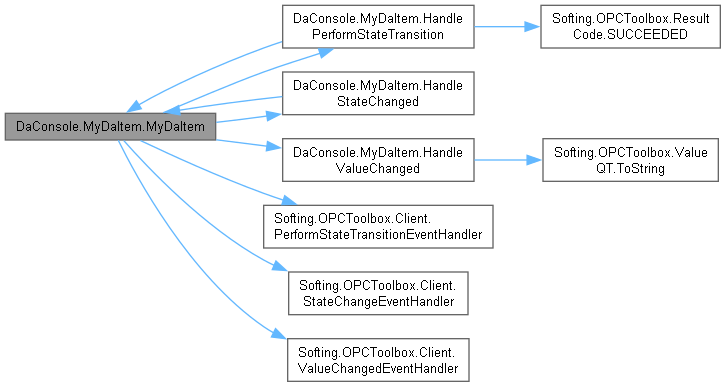 DaConsole.MyDaItem.MyDaItem
DaConsole.MyDaItem.Handle
PerformStateTransition
Softing.OPCToolbox.Result
Code.SUCCEEDED
DaConsole.MyDaItem.Handle
StateChanged
DaConsole.MyDaItem.Handle
ValueChanged
Softing.OPCToolbox.Value
QT.ToString
Softing.OPCToolbox.Client.
PerformStateTransitionEventHandler
Softing.OPCToolbox.Client.
StateChangeEventHandler
Softing.OPCToolbox.Client.
ValueChangedEventHandler